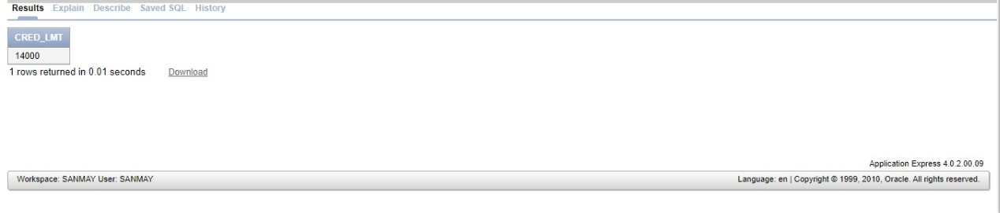 Results Explain Describe Saved SQL History
CRED_LMT
14000
1 rows returned in 0.01 seconds Download
Application Express 4.0.2.00.09
Workspace: SANMAY User: SANMAY Language: en | Copyright © 1999, 2010, Oracle. All rights reserved.